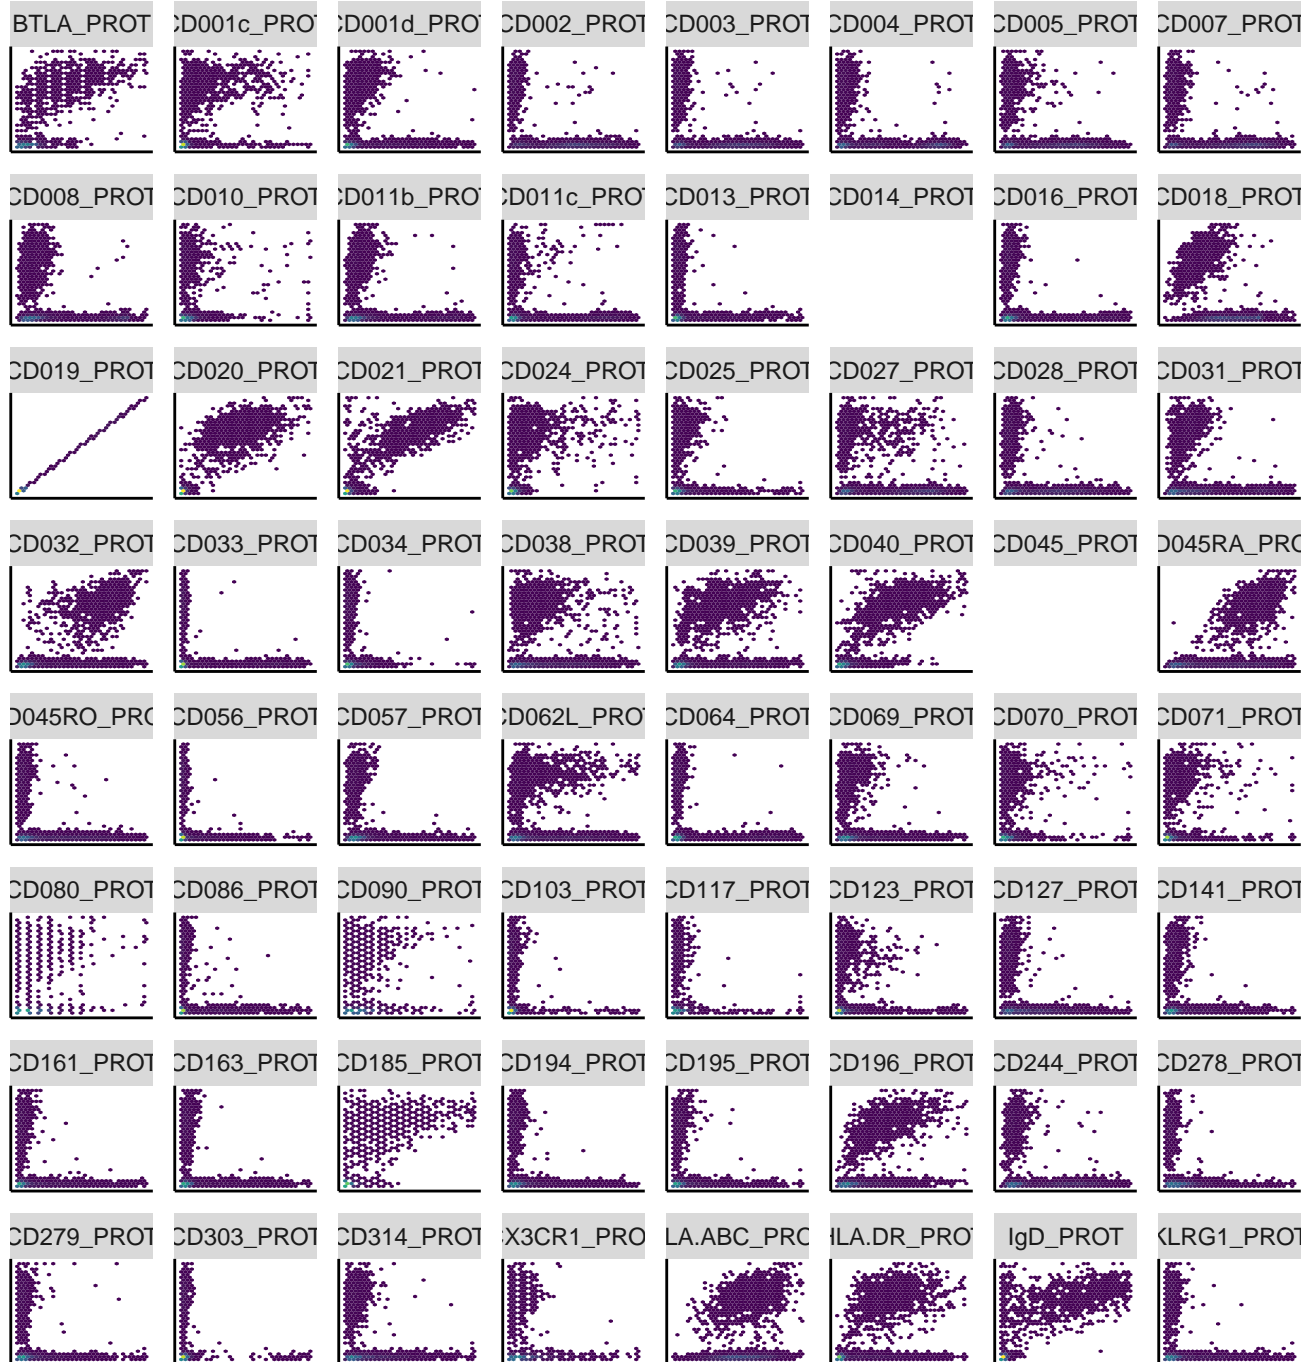 BTLA_PROT CD001c_PROT CD001d_PROT CD002_PROT CD003_PROT CD004_PROT CD005_PROT CD007_PROT
CD008_PROT CD010_PROT CD011b_PROT CD011c_PROT CD013_PROT CD014_PROT CD016_PROT CD018_PROT
CD019_PROT CD020_PROT CD021_PROT CD024_PROT CD025_PROT CD027_PROT CD028_PROT CD031_PROT
CD032_PROT CD033_PROT CD034_PROT CD038_PROT CD039_PROT CD040_PROT CD045_PROT D045RA_PRO
D045RO_PRO CD056_PROT CD057_PROT CD062L_PROT CD064_PROT CD069_PROT CD070_PROT CD071_PROT
CD080_PROT CD086_PROT CD090_PROT CD103_PROT CD117_PROT CD123_PROT CD127_PROT CD141_PROT
CD161_PROT CD163_PROT CD185_PROT CD194_PROT CD195_PROT CD196_PROT CD244_PROT CD278_PROT
CD279_PROT CD303_PROT CD314_PROT X3CR1_PRO LA.ABC_PRO HLA.DR_PROT IgD_PROT KLRG1_PROT